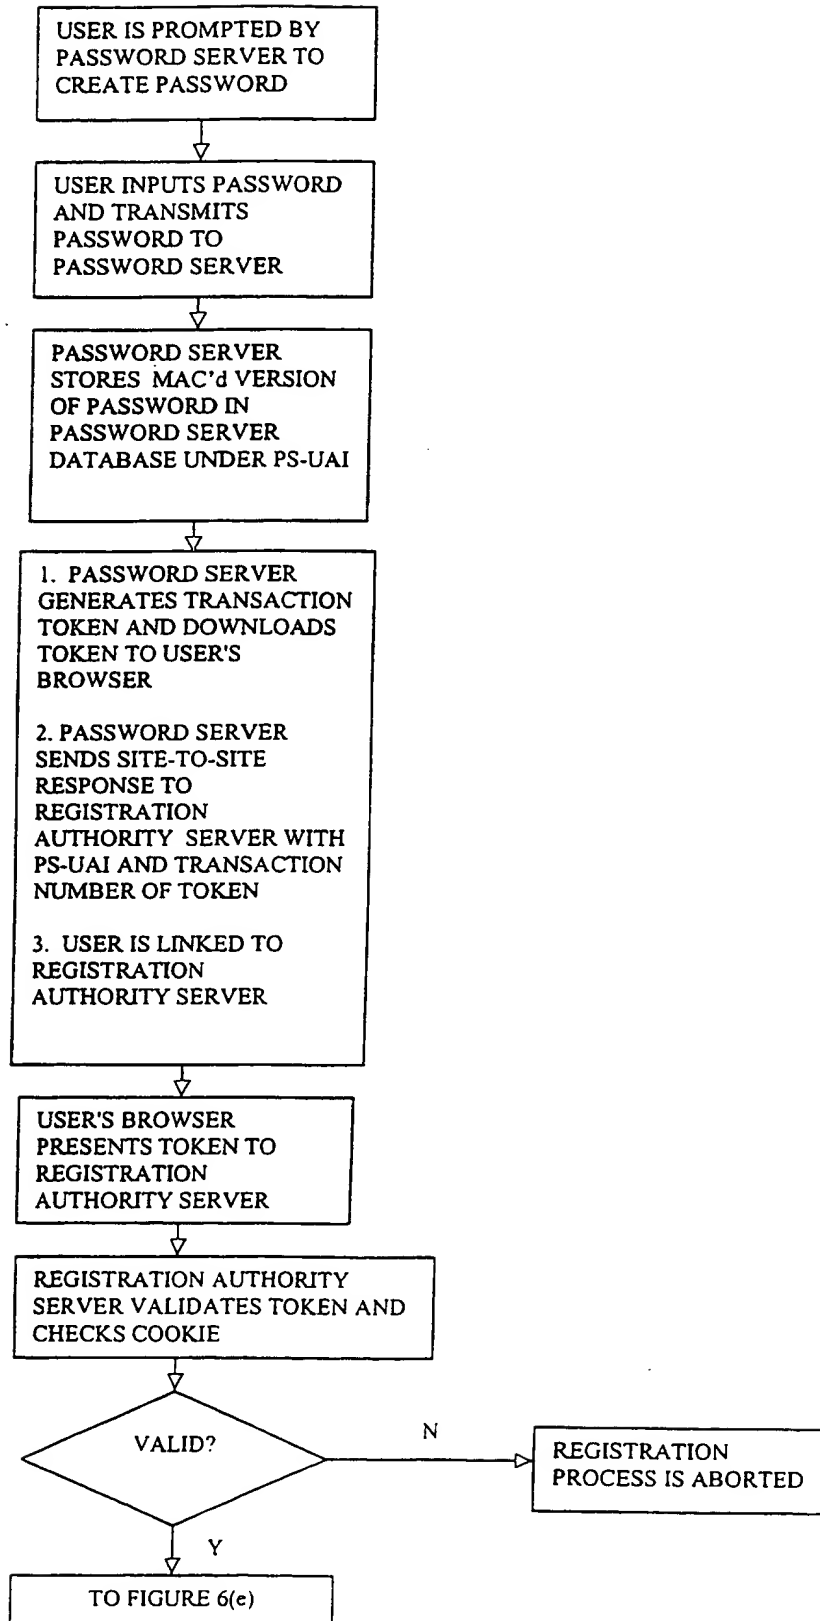 USER IS PROMPTED BY
PASSWORD SERVER TO
CREATE PASSWORD
USER INPUTS PASSWORD
AND TRANSMITS
PASSWORD TO
PASSWORD SERVER
PASSWORD SERVER
STORES MAC'd VERSION
OF PASSWORD IN
PASSWORD SERVER
DATABASE UNDER PS-UAI
1. PASSWORD SERVER
GENERATES TRANSACTION
TOKEN AND DOWNLOADS
TOKEN TO USER'S
BROWSER
2. PASSWORD SERVER
SENDS SITE-TO-SITE
RESPONSE TO
REGISTRATION
AUTHORITY SERVER WITH
PS-UAI AND TRANSACTION
NUMBER OF TOKEN
3. USER IS LINKED TO
REGISTRATION
AUTHORITY SERVER
USER'S BROWSER
PRESENTS TOKEN TO
REGISTRATION
AUTHORITY SERVER
REGISTRATION AUTHORITY
SERVER VALIDATES TOKEN AND
CHECKS COOKIE
VALID?
N
REGISTRATION
PROCESS IS ABORTED
Y
TO FIGURE 6(e)